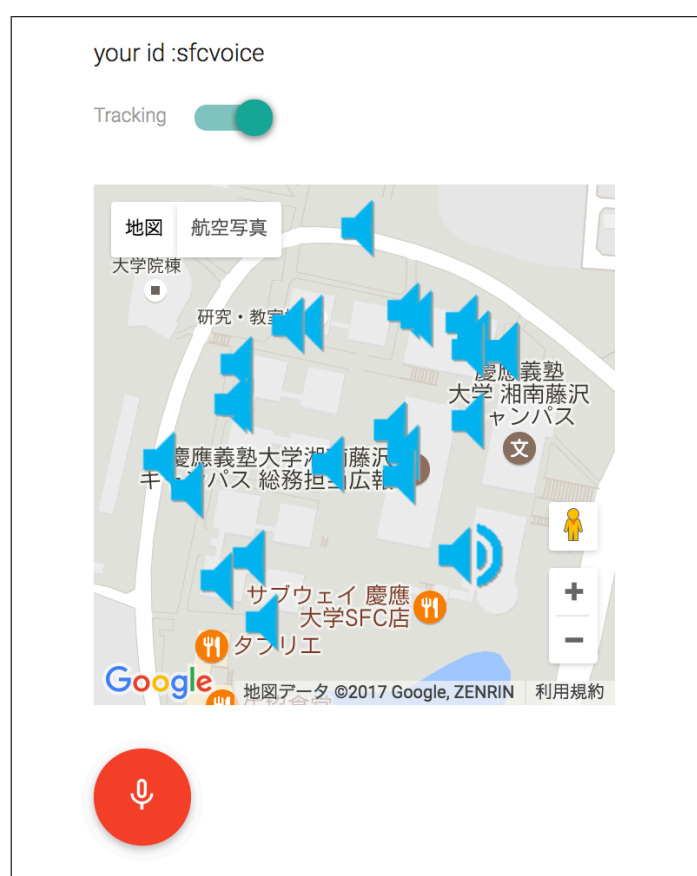 your id :sfcvoice
Tracking
地図 航空写真
大学院棟
研究・教室
慶應義塾
大学 湘南藤沢
キャンパス
文
慶應義塾大学湘南藤沢
キャンパス 総務担当広報
サブウェイ 慶應
大学SFC店
タブリエ
+
−
Google
地図データ ©2017 Google, ZENRIN 利用規約